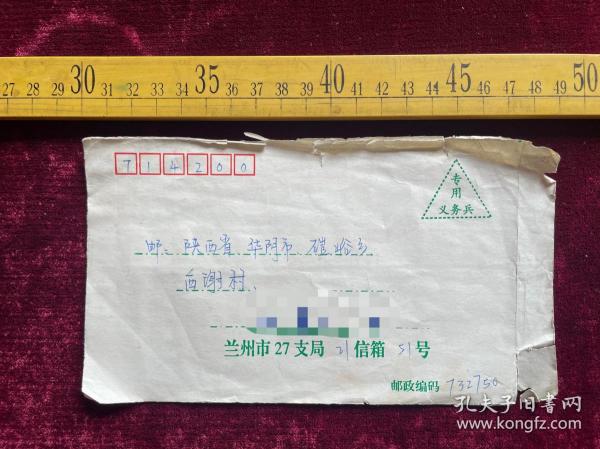 27 28 29 30 31 32 33 34 35 36 37 38 39 40 41 42 43 44 45 46 47 48 49 50
714200
专用
义务兵
邮:陕西省 华阴市 硙峪乡
西谢村、
兰州市27支局 21信箱 51号
邮政编码 732750
孔夫子旧书网
www.kongfz.com